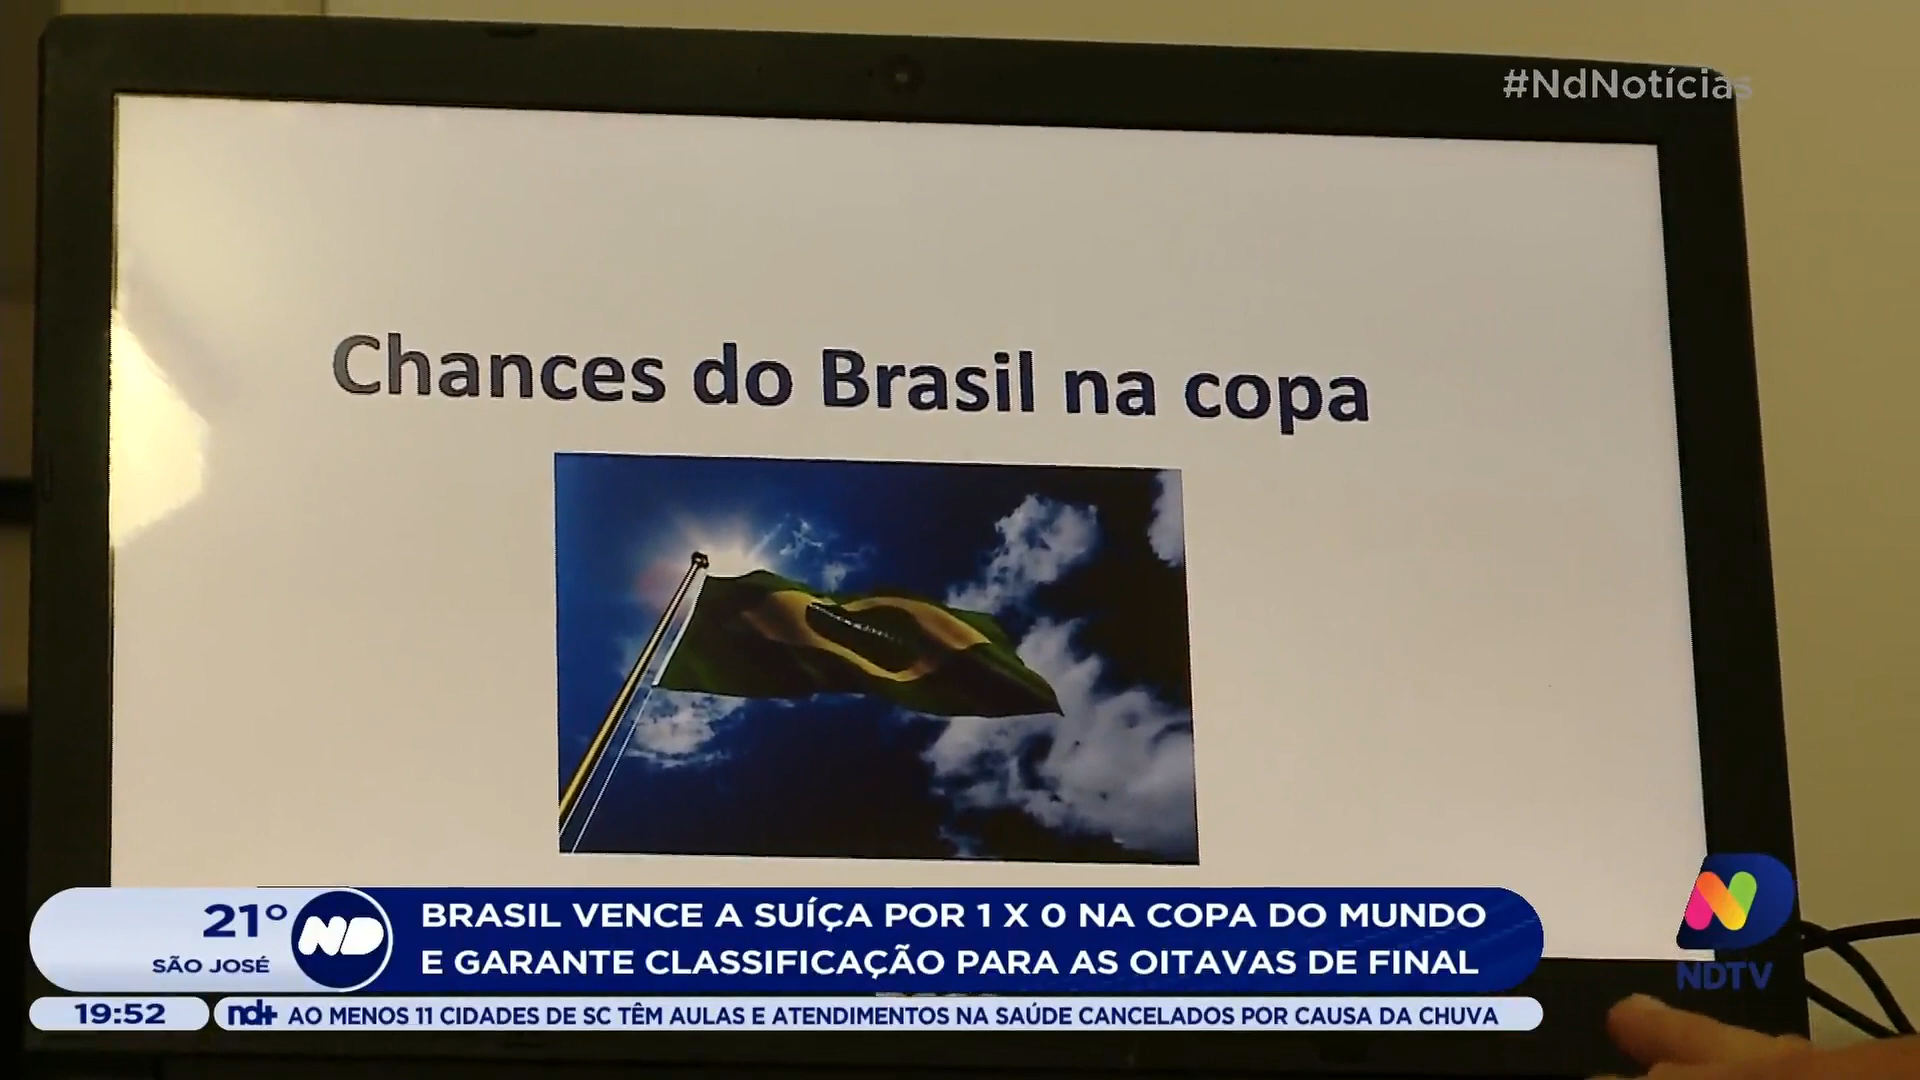 #NdNotícias
Chances do Brasil na copa
21°
SÃO JOSÉ
ND
BRASIL VENCE A SUÍÇA POR 1 X 0 NA COPA DO MUNDO
E GARANTE CLASSIFICAÇÃO PARA AS OITAVAS DE FINAL
NDTV
19:52
nd+ AO MENOS 11 CIDADES DE SC TÊM AULAS E ATENDIMENTOS NA SAÚDE CANCELADOS POR CAUSA DA CHUVA